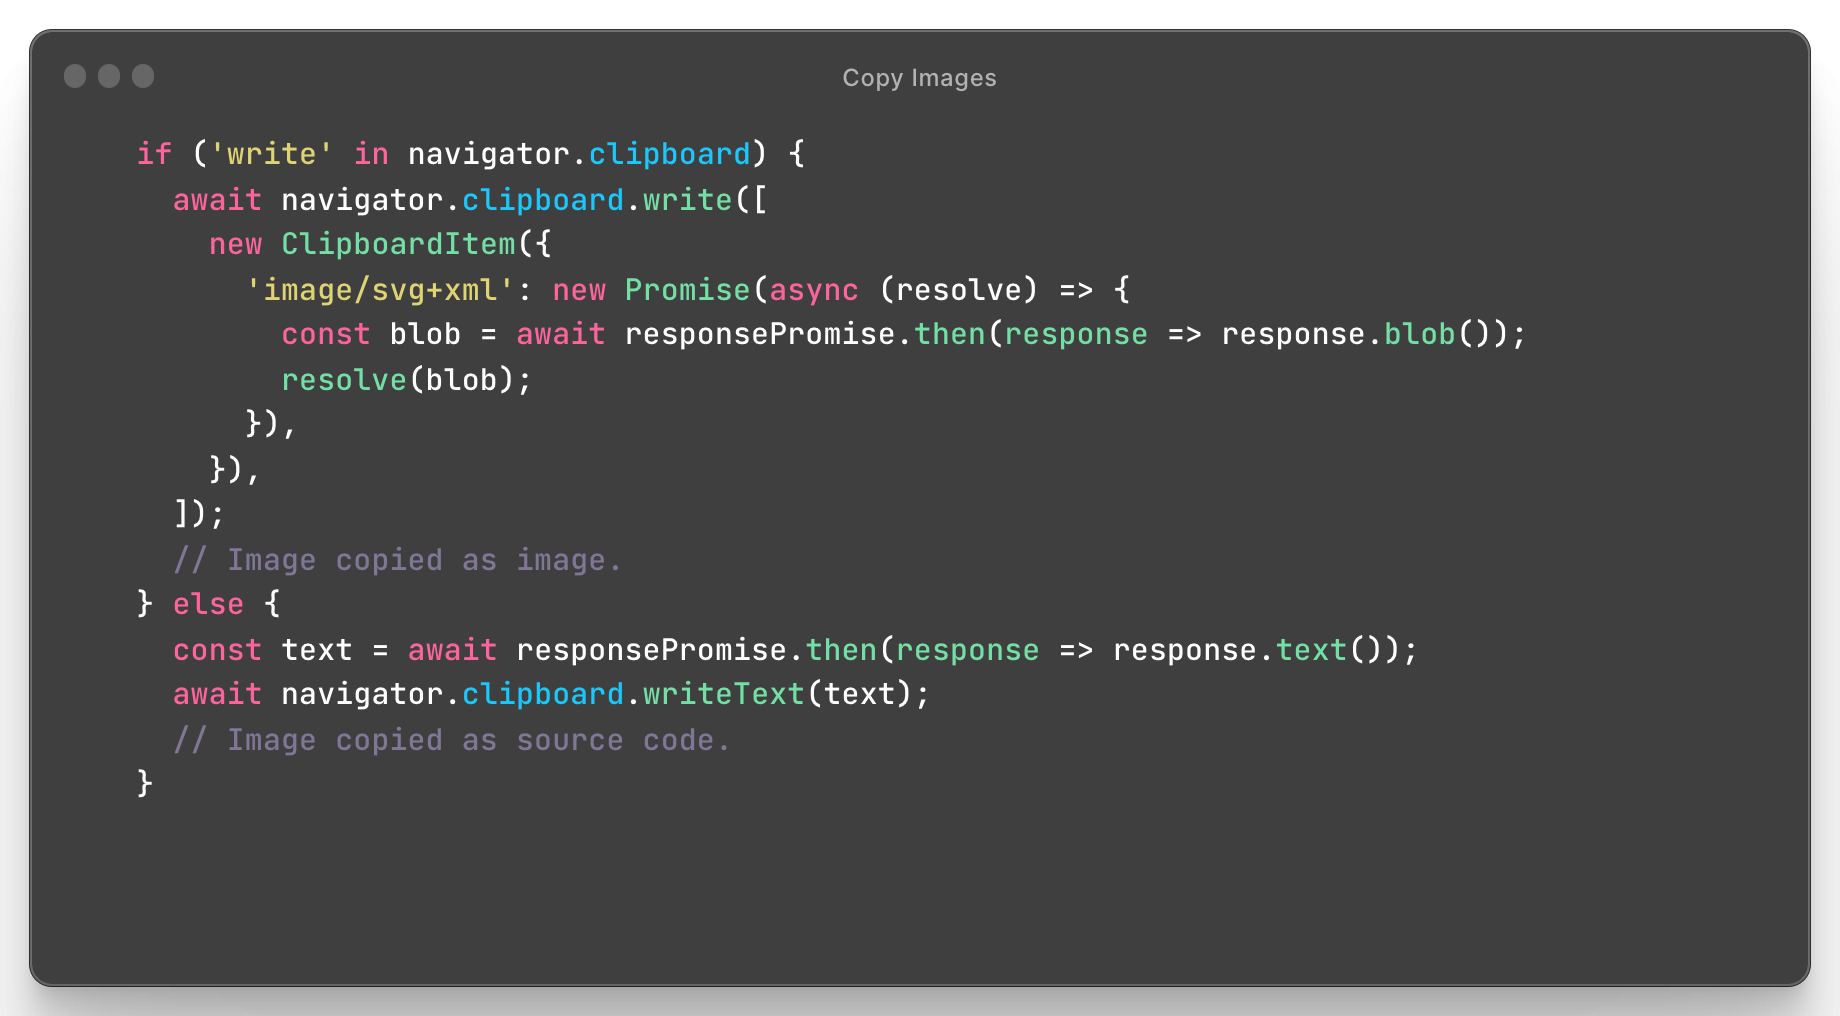 Copy Images
if ('write' in navigator.clipboard) {
  await navigator.clipboard.write([
    new ClipboardItem({
      'image/svg+xml': new Promise(async (resolve) => {
        const blob = await responsePromise.then(response => response.blob());
        resolve(blob);
      }),
    }),
  ]);
  // Image copied as image.
} else {
  const text = await responsePromise.then(response => response.text());
  await navigator.clipboard.writeText(text);
  // Image copied as source code.
}